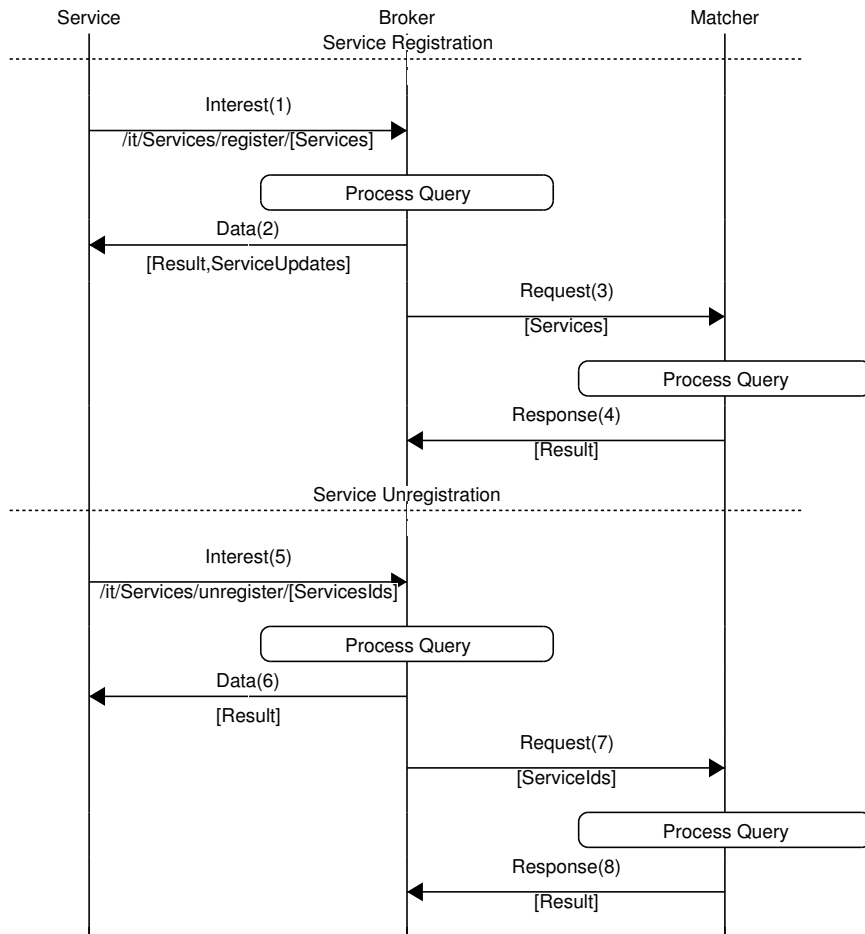 Service Broker Matcher
Service Registration
Interest(1)
/it/Services/register/[Services]
Process Query
Data(2)
[Result,ServiceUpdates]
Request(3)
[Services]
Process Query
Response(4)
[Result]
Service Unregistration
Interest(5)
/it/Services/unregister/[ServicesIds]
Process Query
Data(6)
[Result]
Request(7)
[ServiceIds]
Process Query
Response(8)
[Result]